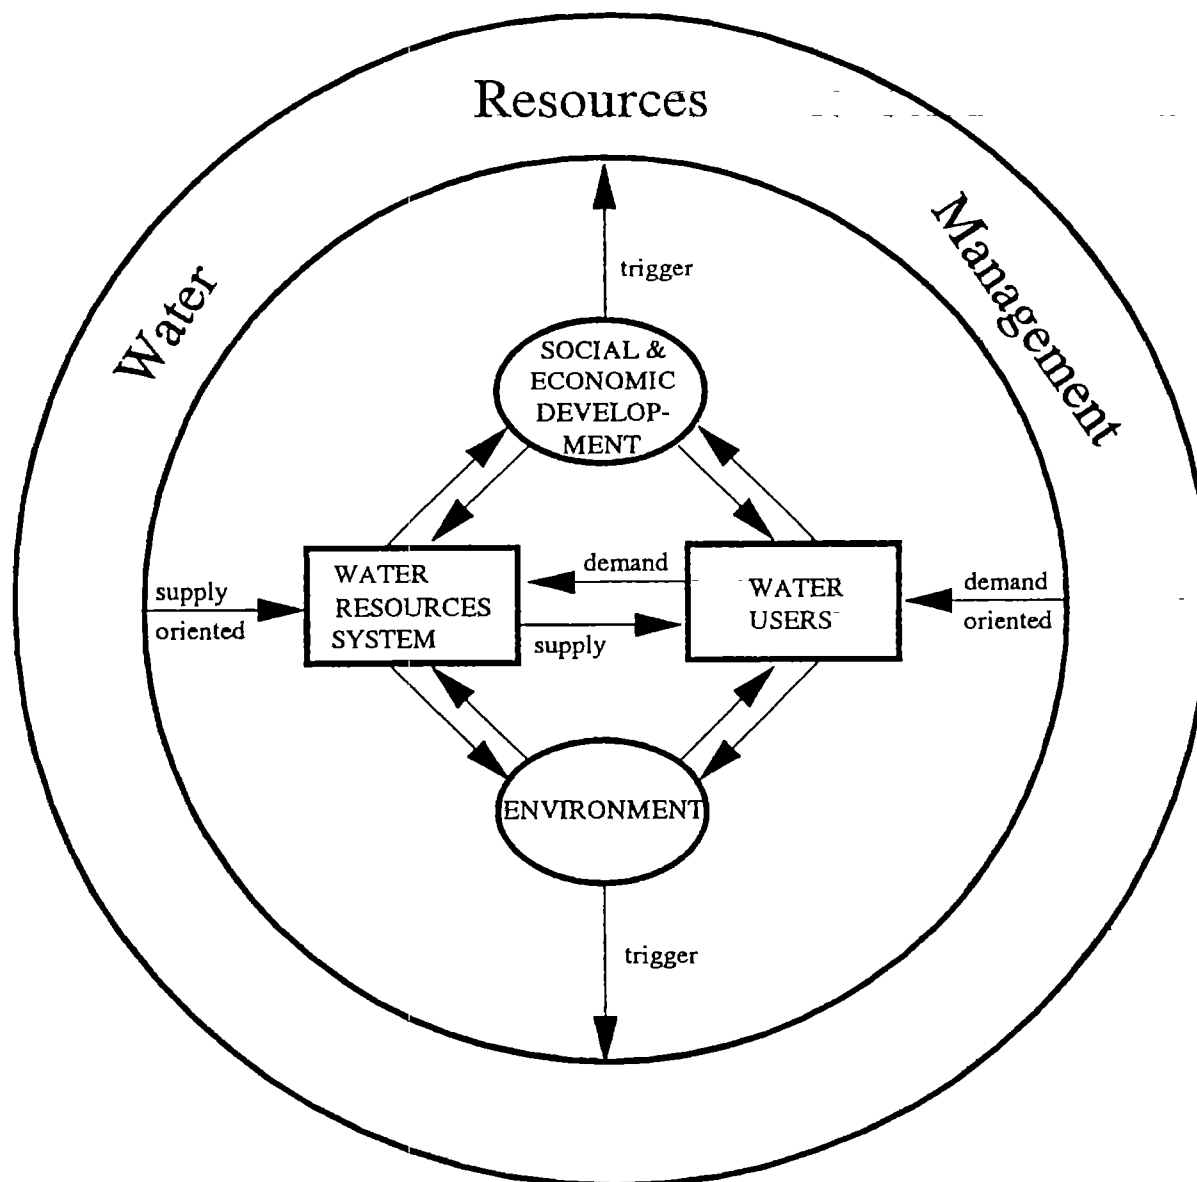 Resources
Water
Management
trigger
SOCIAL &
ECONOMIC
DEVELOP-
MENT
supply
oriented
WATER
RESOURCES
SYSTEM
demand
supply
WATER
USERS
demand
oriented
ENVIRONMENT
trigger